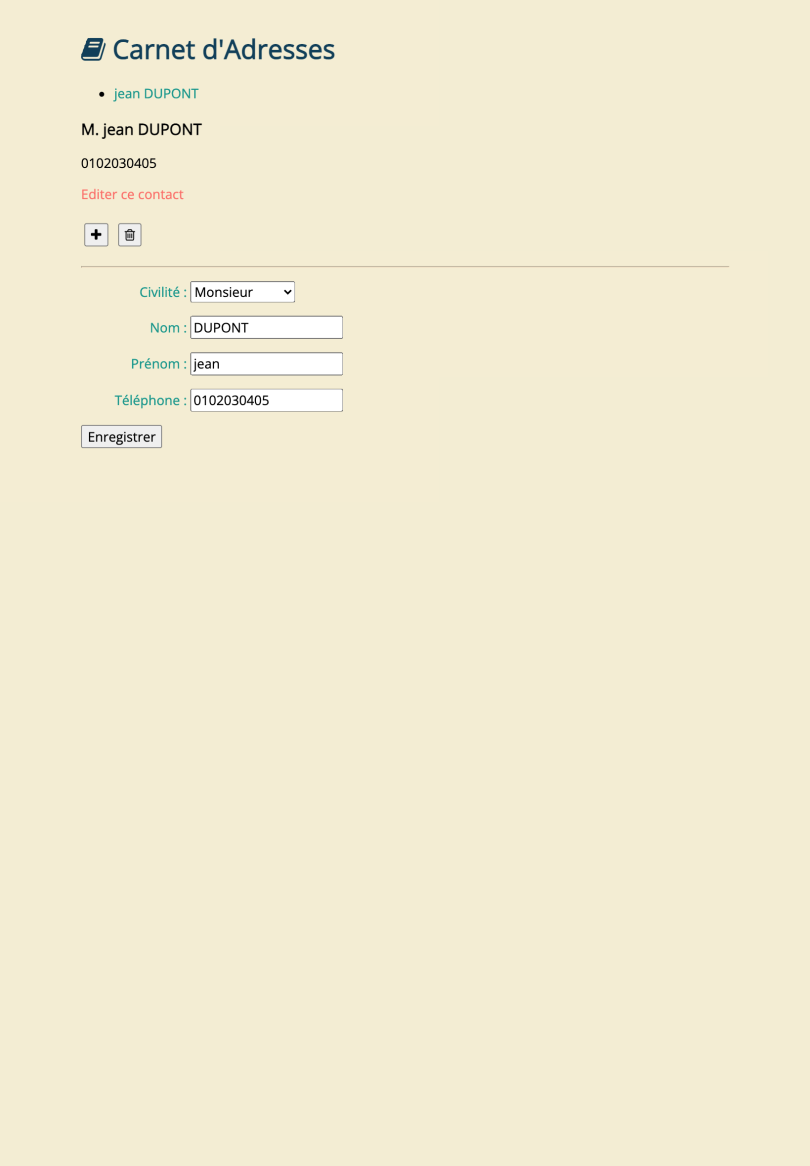 Carnet d'Adresses
jean DUPONT
M. jean DUPONT
0102030405
Editer ce contact
Civilité : Monsieur
Nom : DUPONT
Prénom : jean
Téléphone : 0102030405
Enregistrer